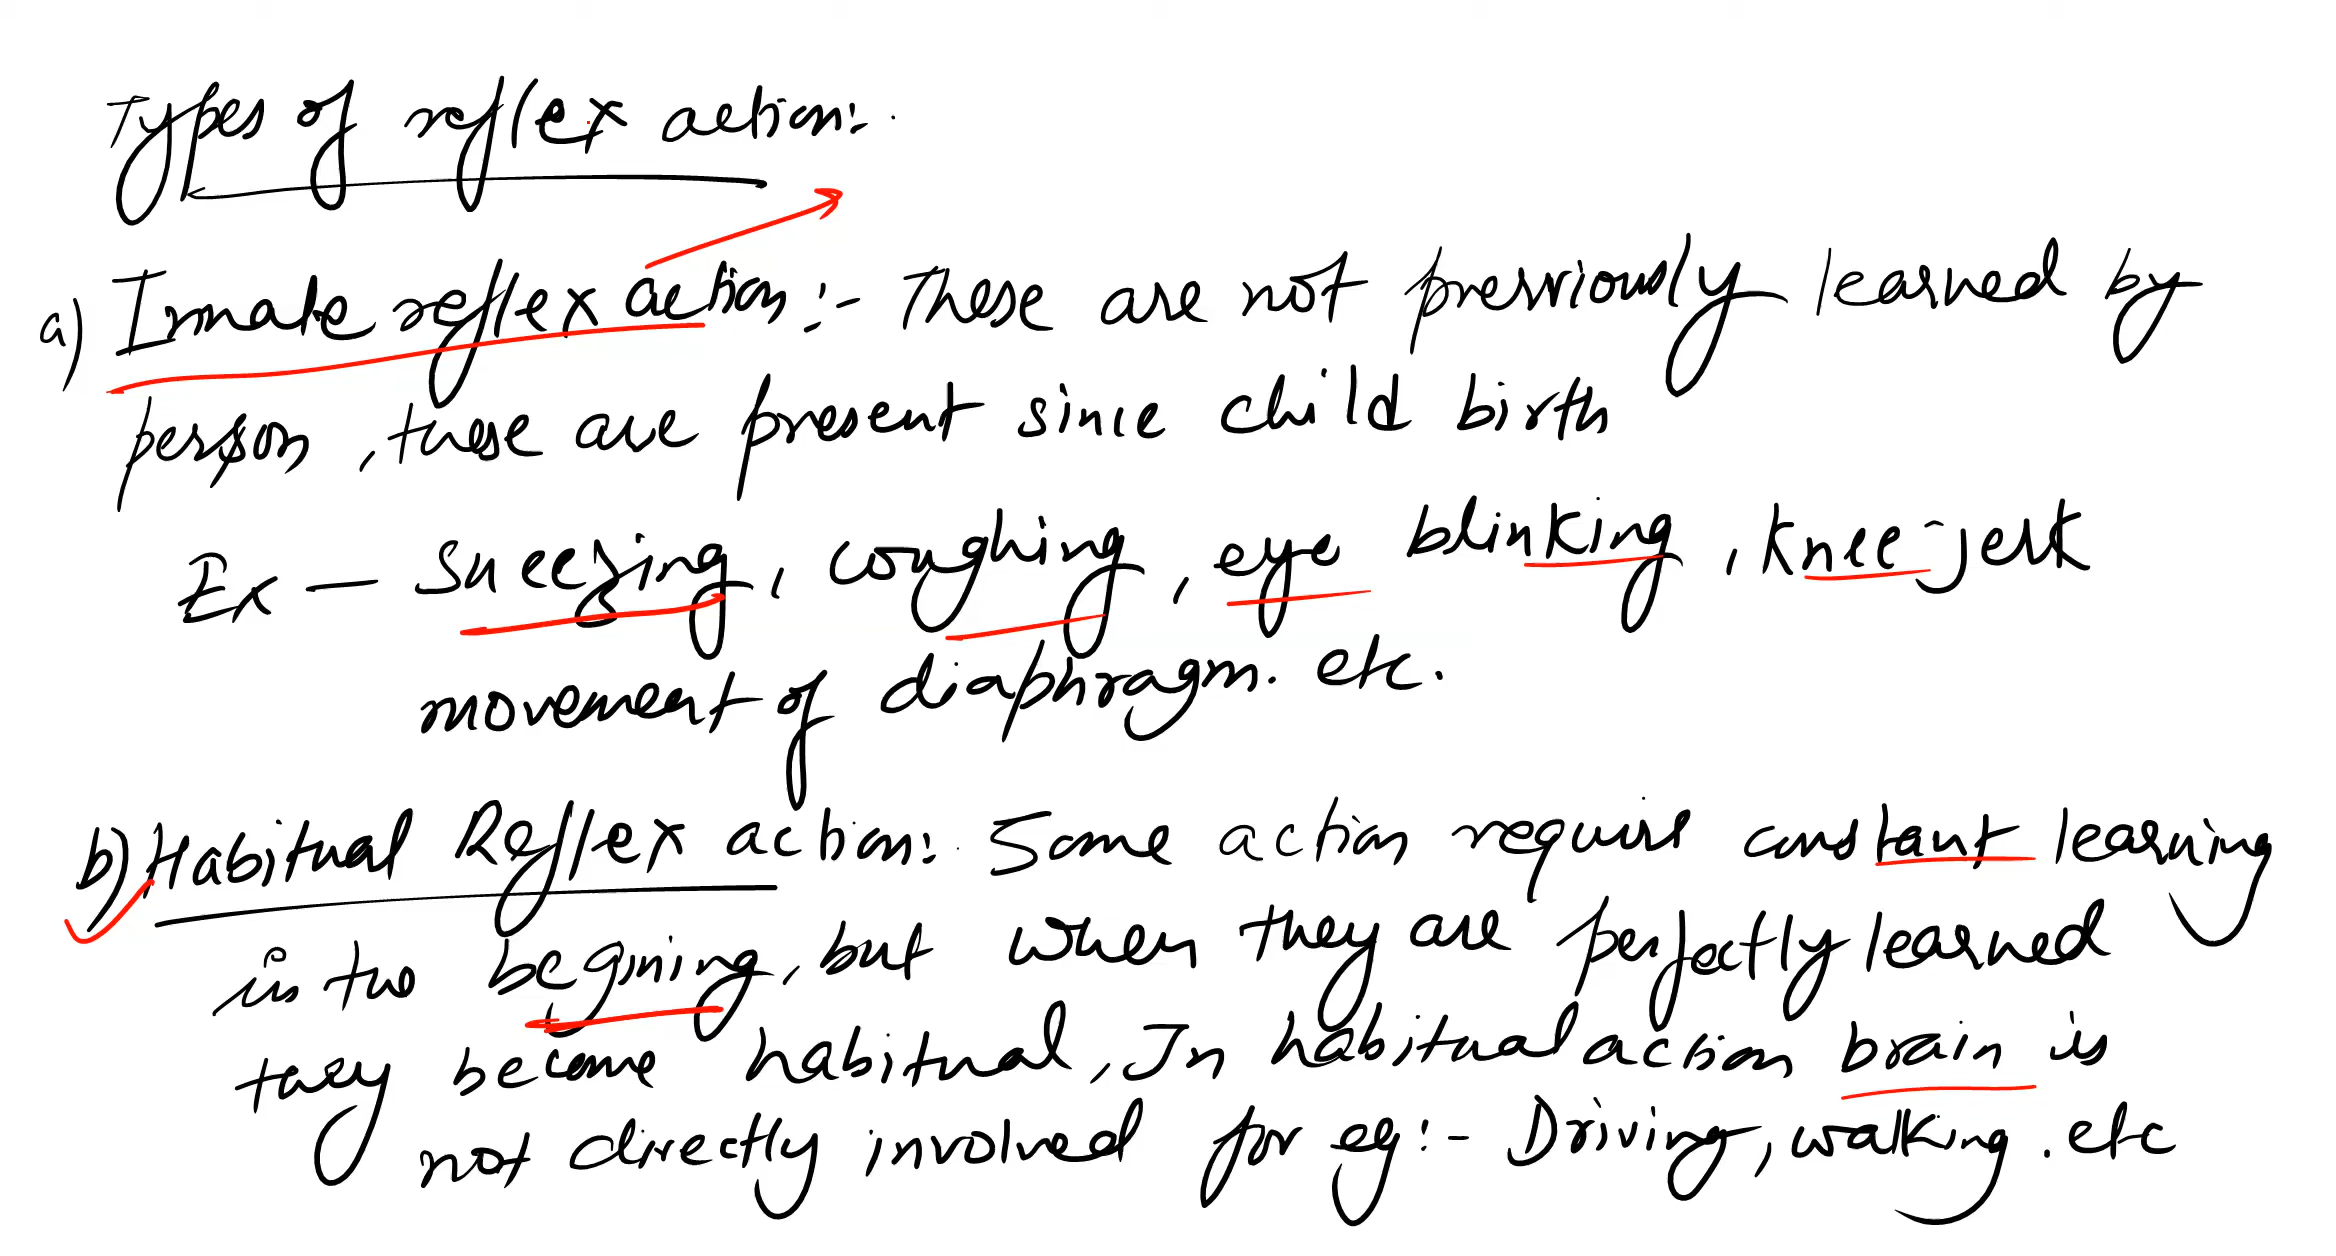 Types of reflex action:-
a) Innate reflex action:- These are not previously learned by
person, these are present since child birth
Ex - Sneezing, coughing, eye blinking, knee-jerk
movement of diaphragm. etc.
b) Habitual Reflex action:- Some action require constant learning
in the begining, but when they are perfectly learned
they become habitual, In habitual action brain is
not directly involved for eg:- Driving, walking. etc